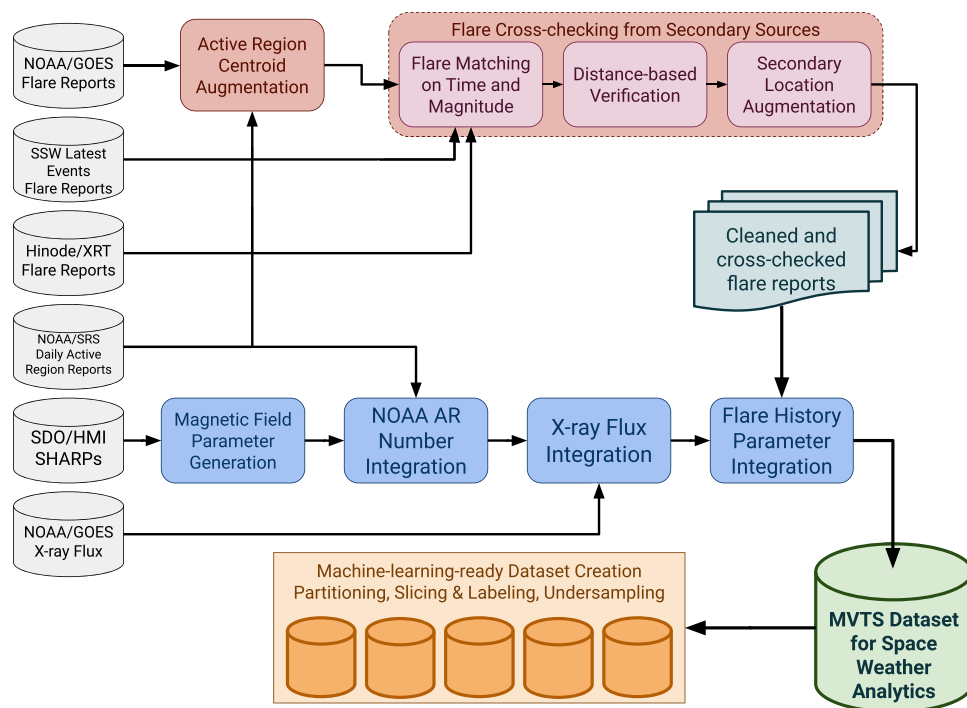 NOAA/GOES
Flare Reports
Active Region
Centroid
Augmentation
Flare Cross-checking from Secondary Sources
Flare Matching
on Time and
Magnitude
Distance-based
Verification
Secondary
Location
Augmentation
SSW Latest
Events
Flare Reports
Hinode/XRT
Flare Reports
Cleaned and
cross-checked
flare reports
NOAA/SRS
Daily Active
Region Reports
SDO/HMI
SHARPs
Magnetic Field
Parameter
Generation
NOAA AR
Number
Integration
X-ray Flux
Integration
Flare History
Parameter
Integration
NOAA/GOES
X-ray Flux
Machine-learning-ready Dataset Creation
Partitioning, Slicing & Labeling, Undersampling
MVTS Dataset
for Space
Weather
Analytics